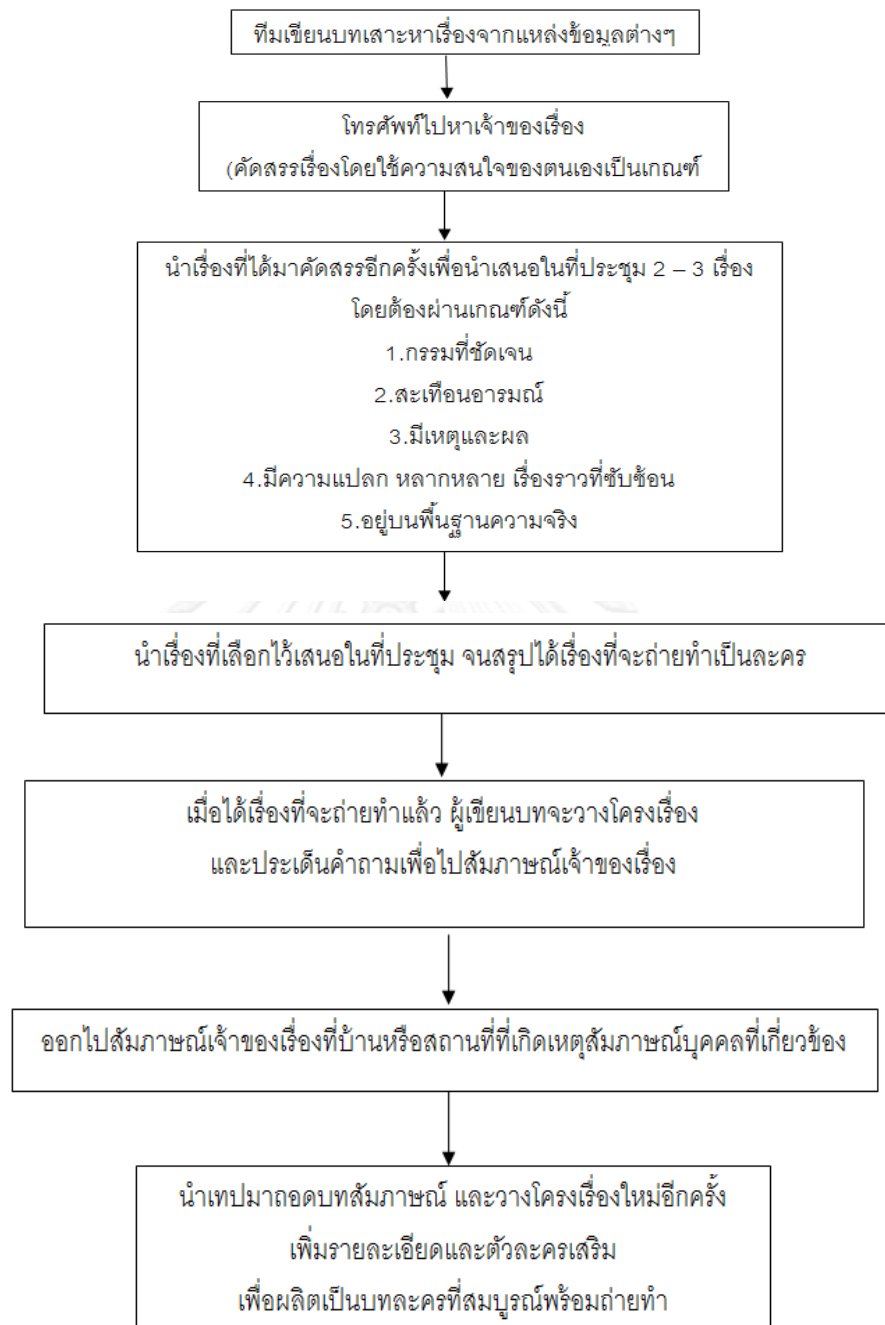 ทีมเขียนบทเสาะหาเรื่องจากแหล่งข้อมูลต่างๆ
โทรศัพท์ไปหาเจ้าของเรื่อง
(คัดสรรเรื่องโดยใช้ความสนใจของตนเองเป็นเกณฑ์
นำเรื่องที่ได้มาคัดสรรอีกครั้งเพื่อนำเสนอในที่ประชุม 2 – 3 เรื่อง
โดยต้องผ่านเกณฑ์ดังนี้
1.กรรมที่ชัดเจน
2.สะเทือนอารมณ์
3.มีเหตุและผล
4.มีความแปลก หลากหลาย เรื่องราวที่ซับซ้อน
5.อยู่บนพื้นฐานความจริง
นำเรื่องที่เลือกไว้เสนอในที่ประชุม จนสรุปได้เรื่องที่จะถ่ายทำเป็นละคร
เมื่อได้เรื่องที่จะถ่ายทำแล้ว ผู้เขียนบทจะวางโครงเรื่อง
และประเด็นคำถามเพื่อไปสัมภาษณ์เจ้าของเรื่อง
ออกไปสัมภาษณ์เจ้าของเรื่องที่บ้านหรือสถานที่ที่เกิดเหตุสัมภาษณ์บุคคลที่เกี่ยวข้อง
นำเทปมาถอดบทสัมภาษณ์ และวางโครงเรื่องใหม่อีกครั้ง
เพิ่มรายละเอียดและตัวละครเสริม
เพื่อผลิตเป็นบทละครที่สมบูรณ์พร้อมถ่ายทำ